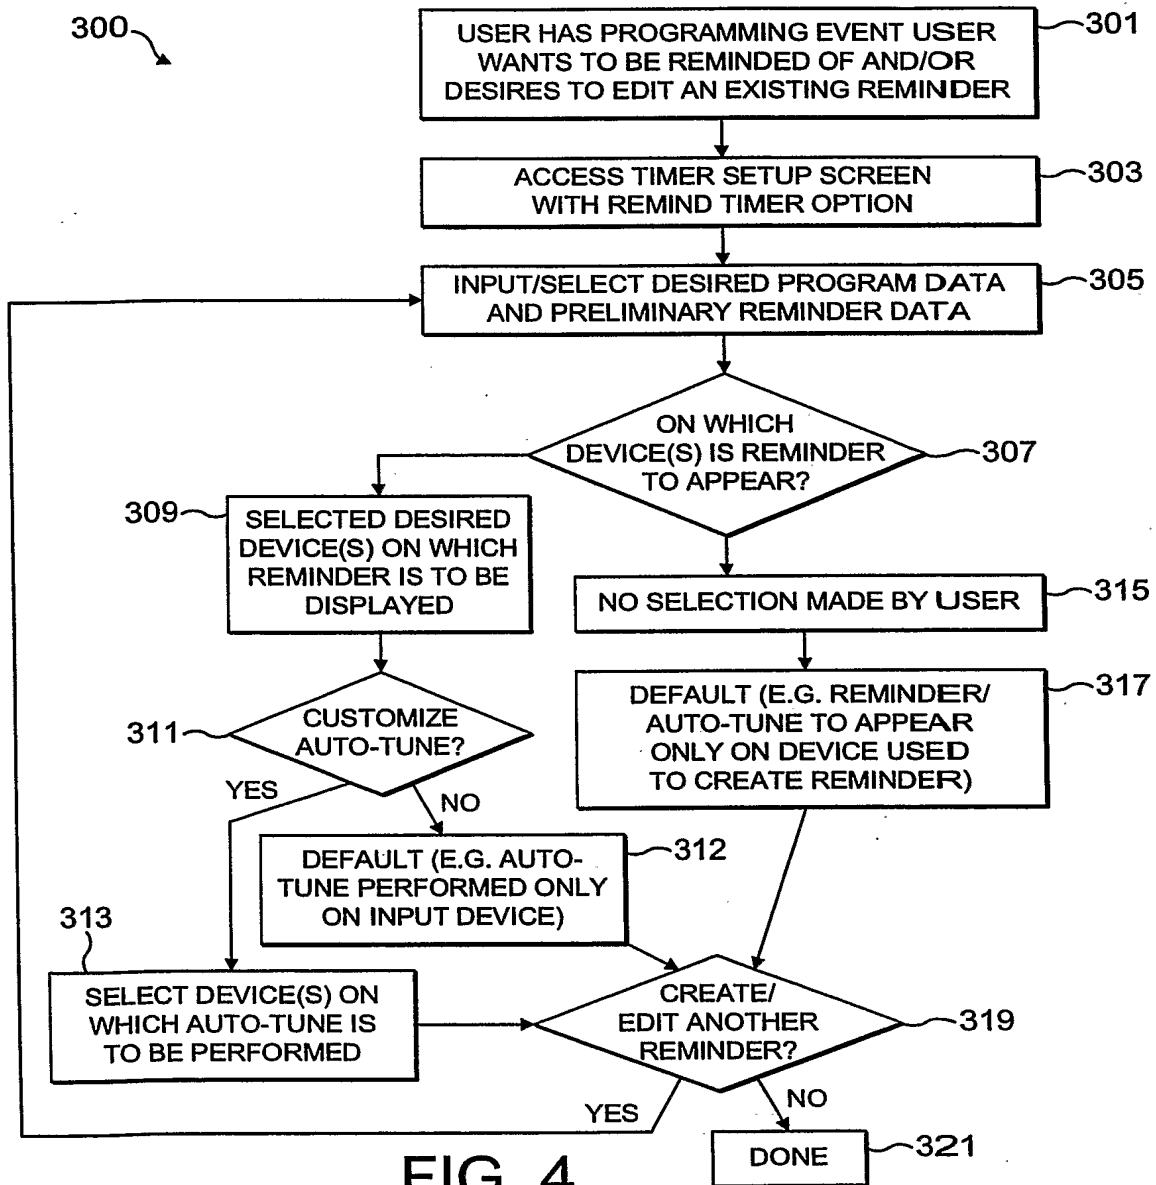 300
USER HAS PROGRAMMING EVENT USER
WANTS TO BE REMINDED OF AND/OR
DESIRES TO EDIT AN EXISTING REMINDER
301
ACCESS TIMER SETUP SCREEN
WITH REMIND TIMER OPTION
303
INPUT/SELECT DESIRED PROGRAM DATA
AND PRELIMINARY REMINDER DATA
305
ON WHICH
DEVICE(S) IS REMINDER
TO APPEAR?
307
309
SELECTED DESIRED
DEVICE(S) ON WHICH
REMINDER IS TO BE
DISPLAYED
NO SELECTION MADE BY USER
315
311
CUSTOMIZE
AUTO-TUNE?
DEFAULT (E.G. REMINDER/
AUTO-TUNE TO APPEAR
ONLY ON DEVICE USED
TO CREATE REMINDER)
317
YES
NO
DEFAULT (E.G. AUTO-
TUNE PERFORMED ONLY
ON INPUT DEVICE)
312
313
SELECT DEVICE(S) ON
WHICH AUTO-TUNE IS
TO BE PERFORMED
CREATE/
EDIT ANOTHER
REMINDER?
319
YES
NO
DONE
321
FIG. 4